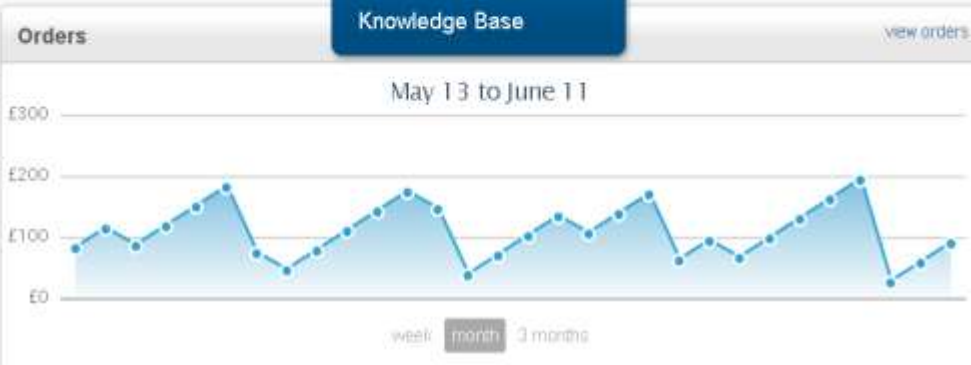 Knowledge Base
Orders
view orders
May 13 to June 11
£300
£200
£100
£0
week month 3 months